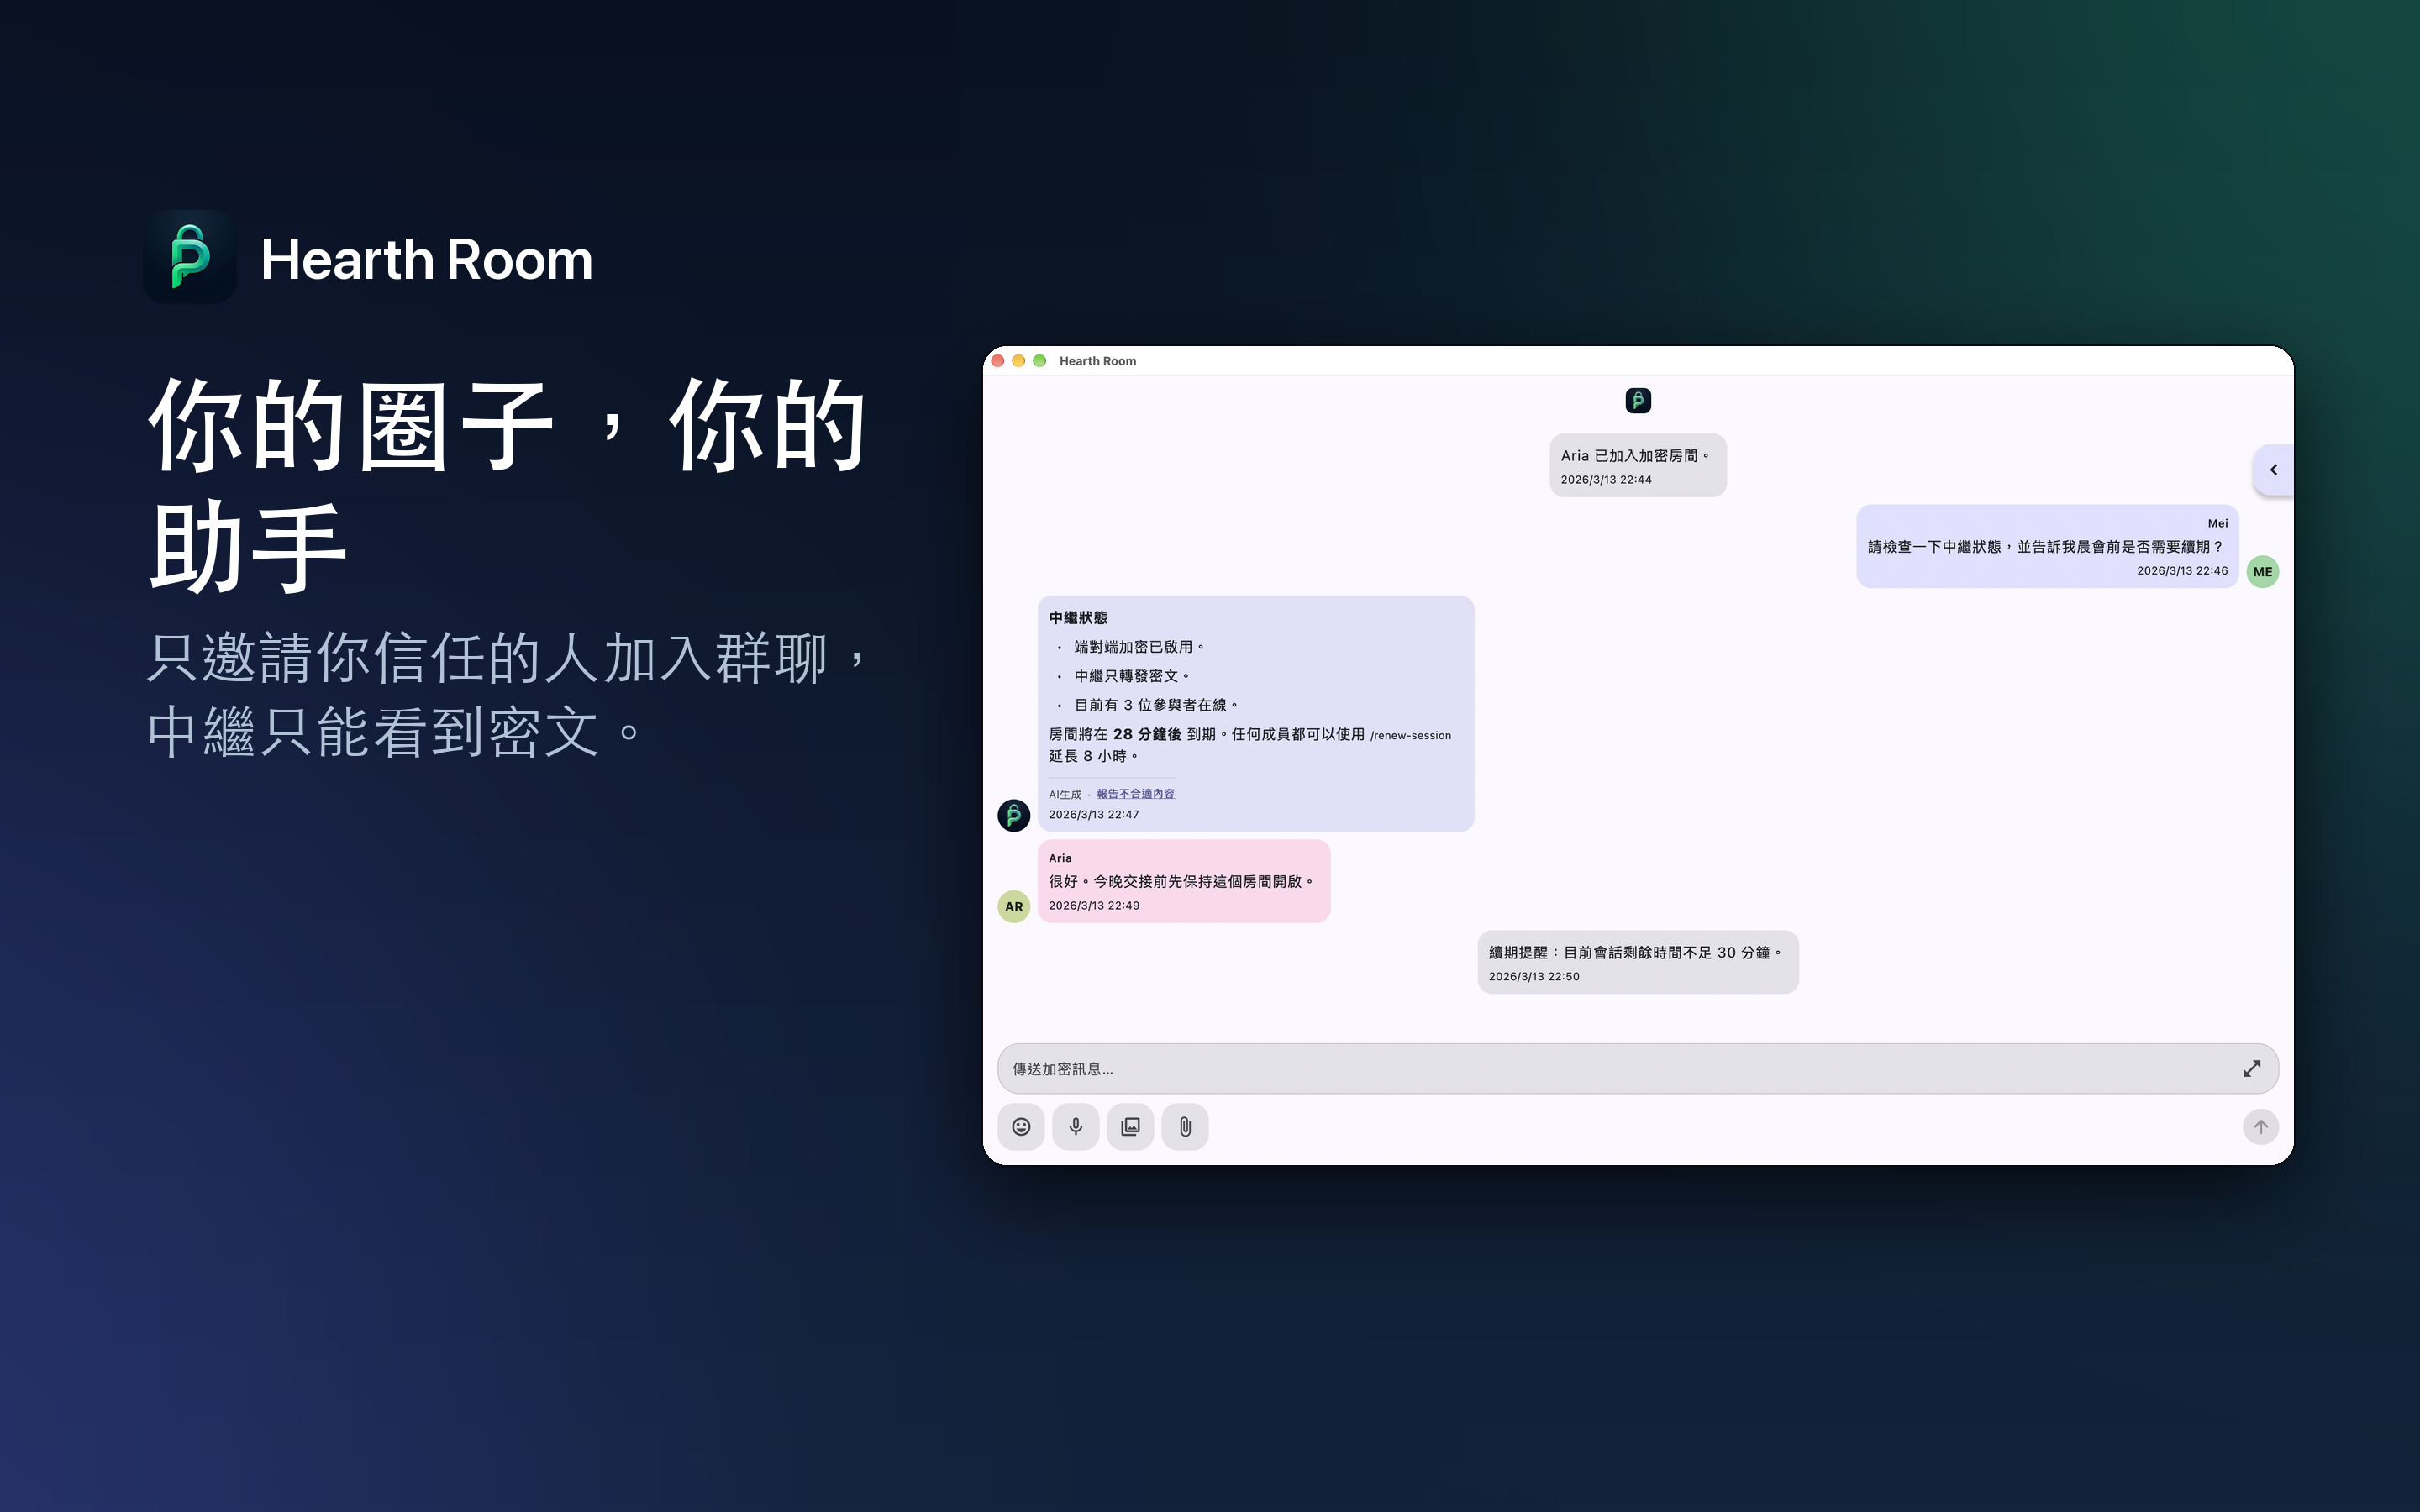 Hearth Room
你的圈子，你的
助手
只邀請你信任的人加入群聊，
中繼只能看到密文。
Hearth Room
Aria 已加入加密房間。
2026/3/13 22:44
Mei
請檢查一下中繼狀態，並告訴我晨會前是否需要續期？
2026/3/13 22:46
ME
中繼狀態
• 端對端加密已啟用。
• 中繼只轉發密文。
• 目前有 3 位參與者在線。
房間將在 28 分鐘後 到期。任何成員都可以使用 /renew-session
延長 8 小時。
AI生成 · 報告不合適內容
2026/3/13 22:47
Aria
很好。今晚交接前先保持這個房間開啟。
2026/3/13 22:49
AR
續期提醒：目前會話剩餘時間不足 30 分鐘。
2026/3/13 22:50
傳送加密訊息...